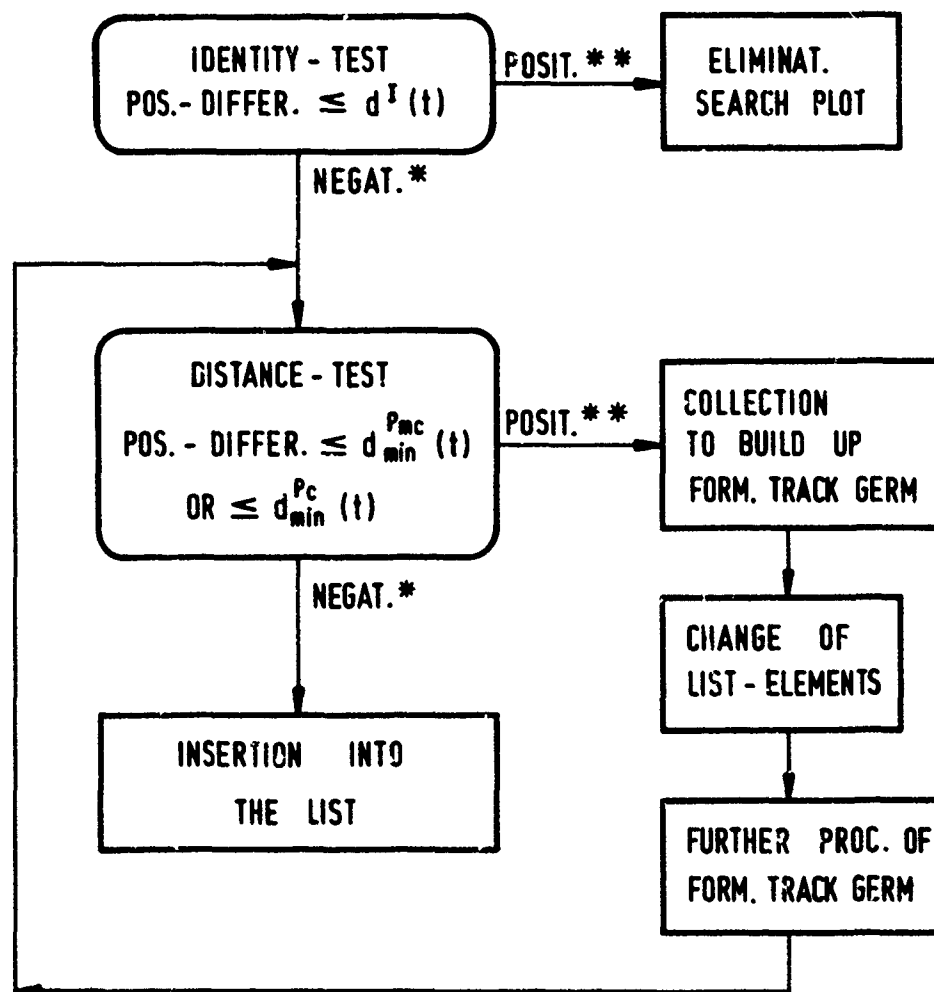 IDENTITY - TEST
POS.- DIFFER. ≤ d^I (t)
POSIT. **
ELIMINAT.
SEARCH PLOT
NEGAT. *
DISTANCE - TEST
POS. - DIFFER. ≤ d_min^Pmc (t)
OR ≤ d_min^Pc (t)
POSIT. **
COLLECTION
TO BUILD UP
FORM. TRACK GERM
NEGAT. *
CHANGE OF
LIST - ELEMENTS
INSERTION INTO
THE LIST
FURTHER PROC. OF
FORM. TRACK GERM